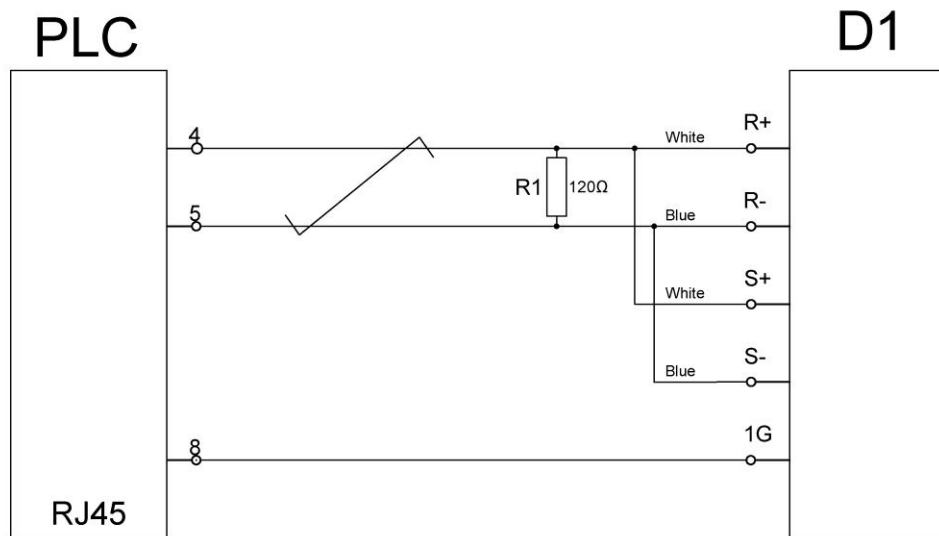 PLC
D1
4
White
R+
R1
120Ω
5
Blue
R-
White
S+
Blue
S-
8
1G
RJ45